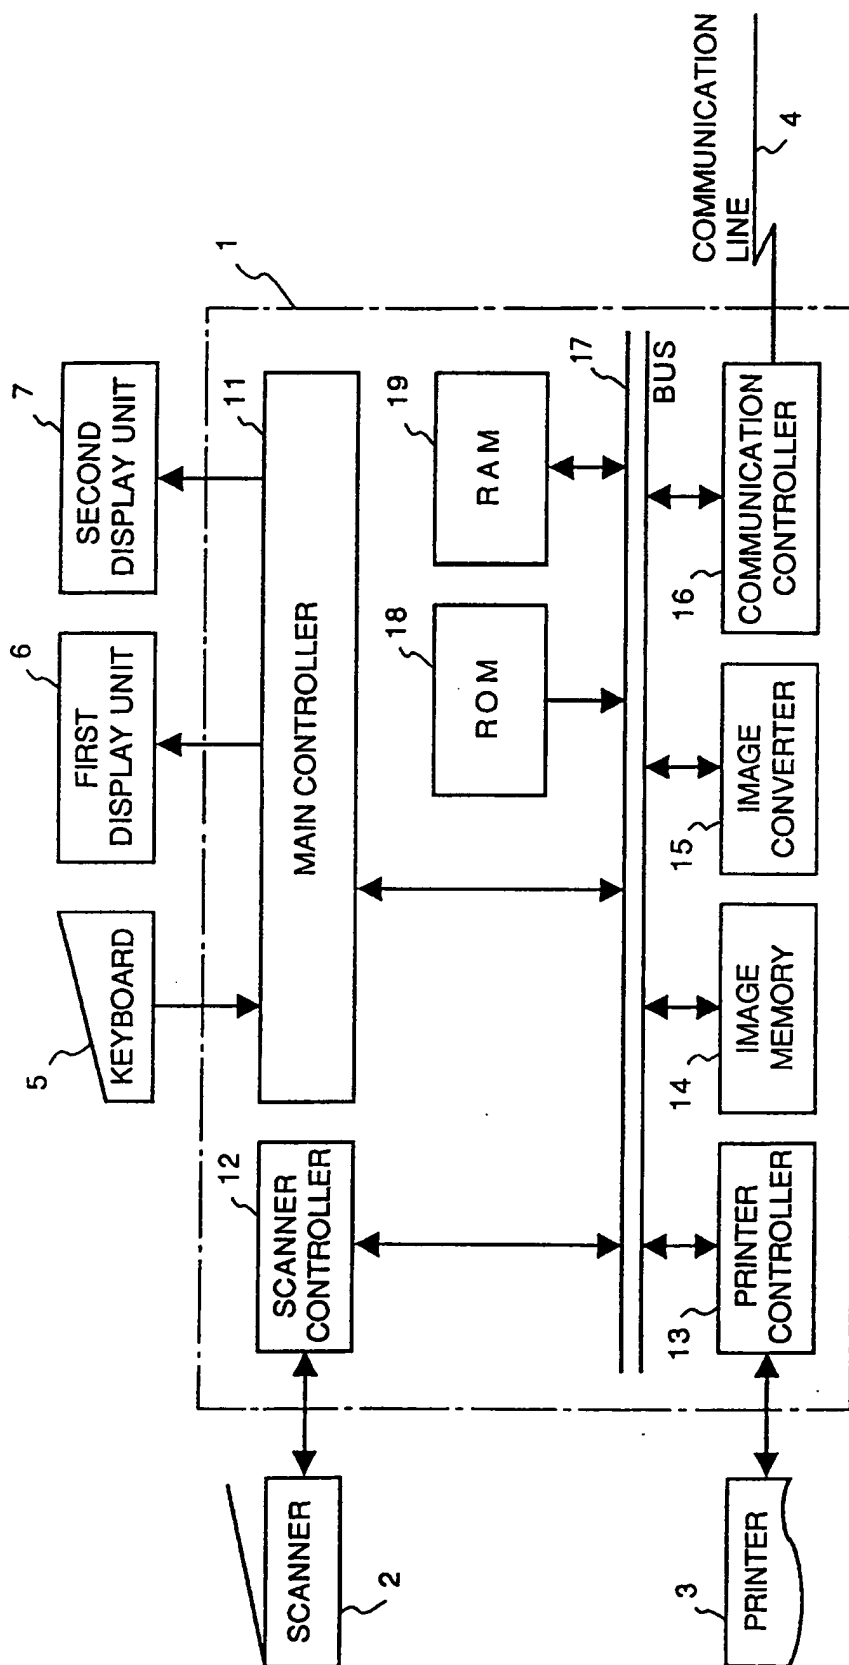 1
5
KEYBOARD
6
FIRST
DISPLAY UNIT
7
SECOND
DISPLAY UNIT
2
SCANNER
12
SCANNER
CONTROLLER
11
MAIN CONTROLLER
18
ROM
19
RAM
17
BUS
3
PRINTER
13
PRINTER
CONTROLLER
14
IMAGE
MEMORY
15
IMAGE
CONVERTER
16
COMMUNICATION
CONTROLLER
COMMUNICATION
LINE
4